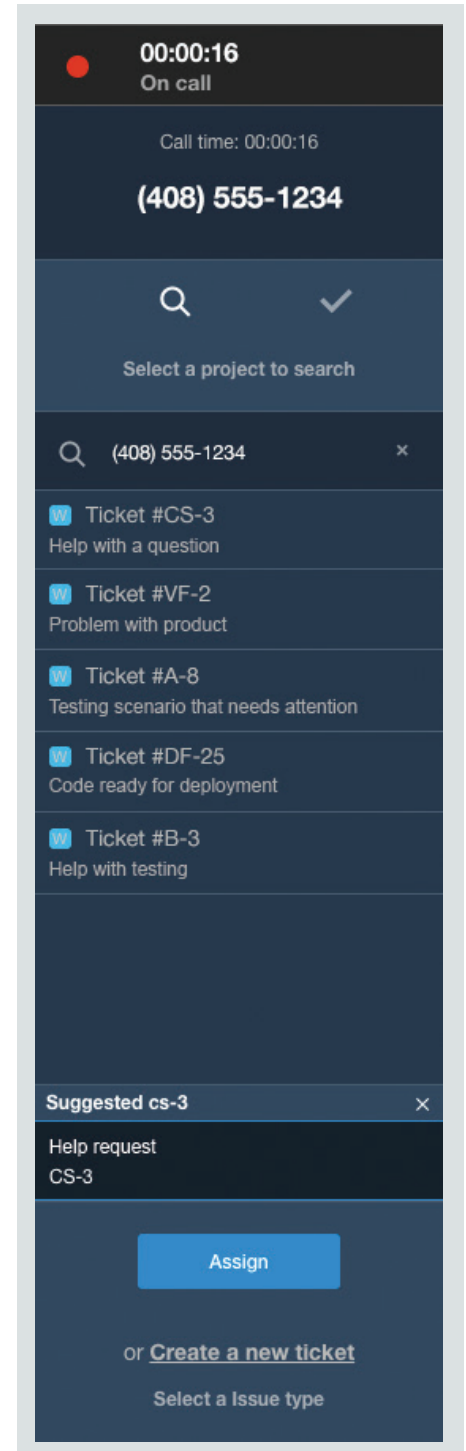 00:00:16
On call
Call time: 00:00:16
(408) 555-1234
Select a project to search
(408) 555-1234 ×
W Ticket #CS-3
Help with a question
W Ticket #VF-2
Problem with product
W Ticket #A-8
Testing scenario that needs attention
W Ticket #DF-25
Code ready for deployment
W Ticket #B-3
Help with testing
Suggested cs-3 ×
Help request
CS-3
Assign
or Create a new ticket
Select a Issue type